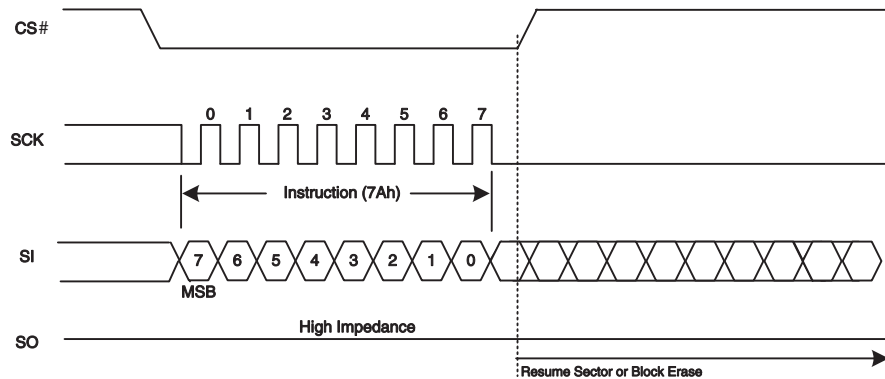 CS#
SCK
0 1 2 3 4 5 6 7
Instruction (7Ah)
SI
7 6 5 4 3 2 1 0
MSB
SO
High Impedance
Resume Sector or Block Erase